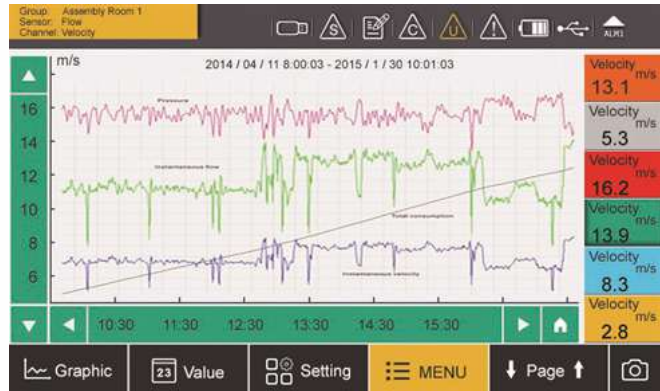 Group: Assembly Room 1
Sensor: Flow
Channel: Velocity
S
C
U
ALM1
m/s
2014 / 04 / 11 8:00:03 - 2015 / 1 / 30 10:01:03
16
14
12
10
8
6
Pressure
Instantaneous flow
Total consumption
Instantaneous velocity
10:30 11:30 12:30 13:30 14:30 15:30
Velocity m/s
13.1
Velocity m/s
5.3
Velocity m/s
16.2
Velocity m/s
13.9
Velocity m/s
8.3
Velocity m/s
2.8
Graphic
23 Value
Setting
MENU
Page